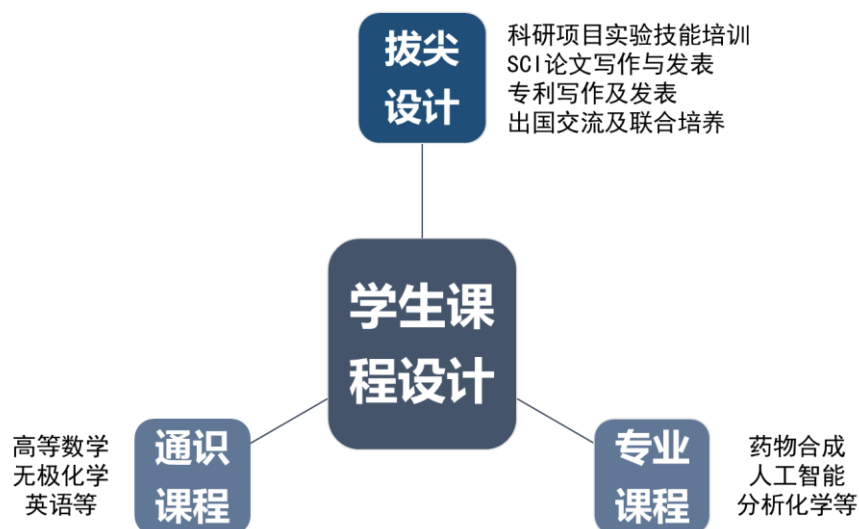 拔尖
设计
科研项目实验技能培训
SCI论文写作与发表
专利写作及发表
出国交流及联合培养
学生课
程设计
高等数学
无极化学
英语等
通识
课程
专业
课程
药物合成
人工智能
分析化学等